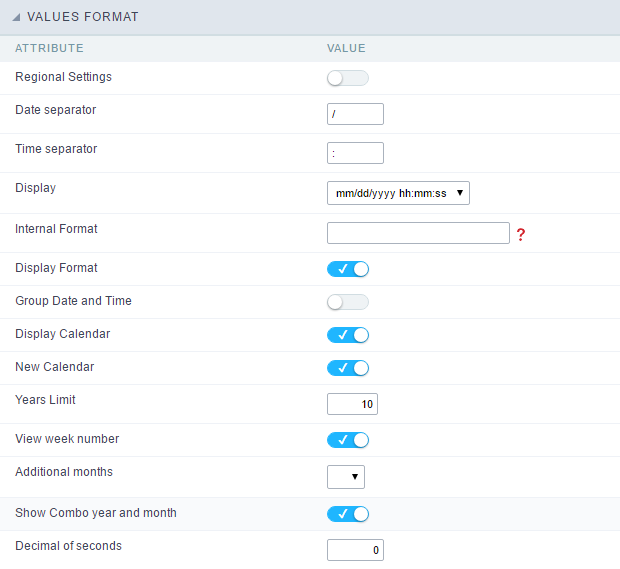 VALUES FORMAT
ATTRIBUTE VALUE
Regional Settings
Date separator /
Time separator :
Display mm/dd/yyyy hh:mm:ss
Internal Format ?
Display Format
Group Date and Time
Display Calendar
New Calendar
Years Limit 10
View week number
Additional months
Show Combo year and month
Decimal of seconds 0